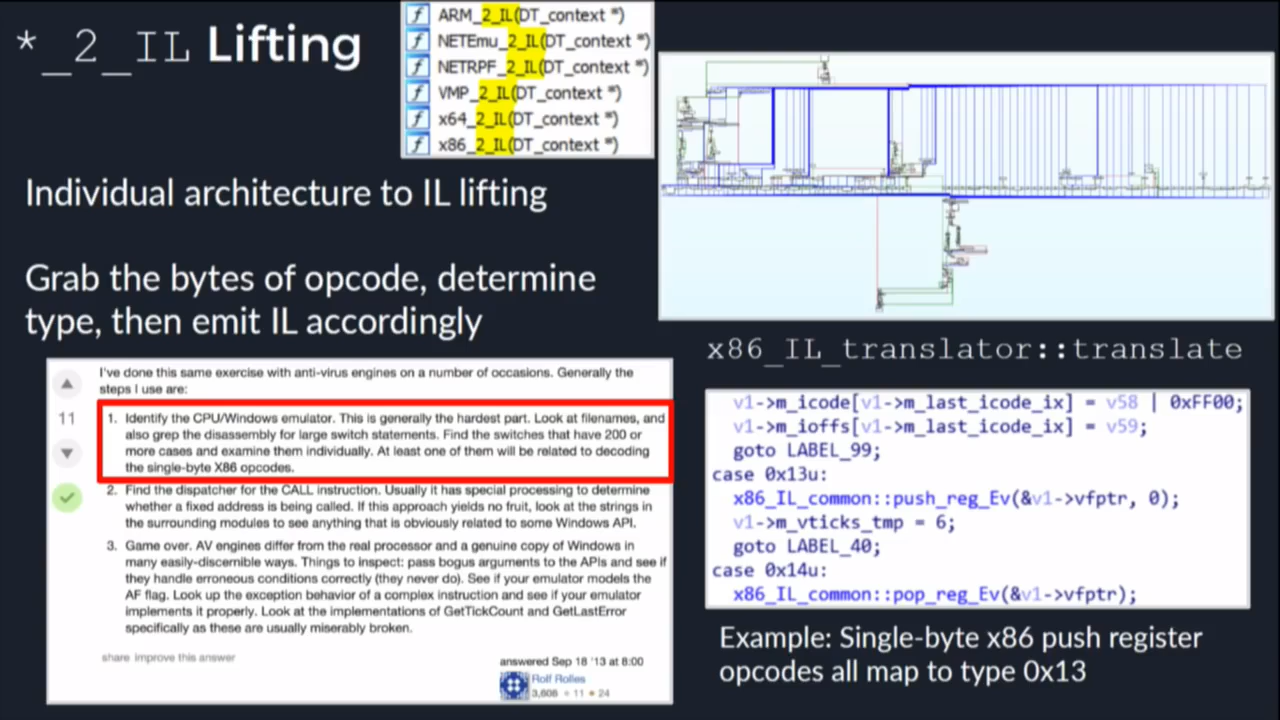 *_2_IL Lifting
ARM_2_IL(DT_context *)
NETEmu_2_IL(DT_context *)
NETRPF_2_IL(DT_context *)
VMP_2_IL(DT_context *)
x64_2_IL(DT_context *)
x86_2_IL(DT_context *)
Individual architecture to IL lifting
Grab the bytes of opcode, determine
type, then emit IL accordingly
I've done this same exercise with anti-virus engines on a number of occasions. Generally the
steps I use are:
11
1. Identify the CPU/Windows emulator. This is generally the hardest part. Look at filenames, and
also grep the disassembly for large switch statements. Find the switches that have 200 or
more cases and examine them individually. At least one of them will be related to decoding
the single-byte X86 opcodes.
2. Find the dispatcher for the CALL instruction. Usually it has special processing to determine
whether a fixed address is being called. If this approach yields no fruit, look at the strings in
the surrounding modules to see anything that is obviously related to some Windows API.
3. Game over. AV engines differ from the real processor and a genuine copy of Windows in
many easily-discernible ways. Things to inspect: pass bogus arguments to the APIs and see if
they handle erroneous conditions correctly (they never do). See if your emulator models the
AF flag. Look up the exception behavior of a complex instruction and see if your emulator
implements it properly. Look at the implementations of GetTickCount and GetLastError
specifically as these are usually miserably broken.
share improve this answer
answered Sep 18 '13 at 8:00
Rolf Rolles
3,606 11 24
x86_IL_translator::translate
v1->m_icode[v1->m_last_icode_ix] = v58 | 0xFF00;
v1->m_ioffs[v1->m_last_icode_ix] = v59;
goto LABEL_99;
case 0x13u:
x86_IL_common::push_reg_Ev(&v1->vfptr, 0);
v1->m_vticks_tmp = 6;
goto LABEL_40;
case 0x14u:
x86_IL_common::pop_reg_Ev(&v1->vfptr);
Example: Single-byte x86 push register
opcodes all map to type 0x13